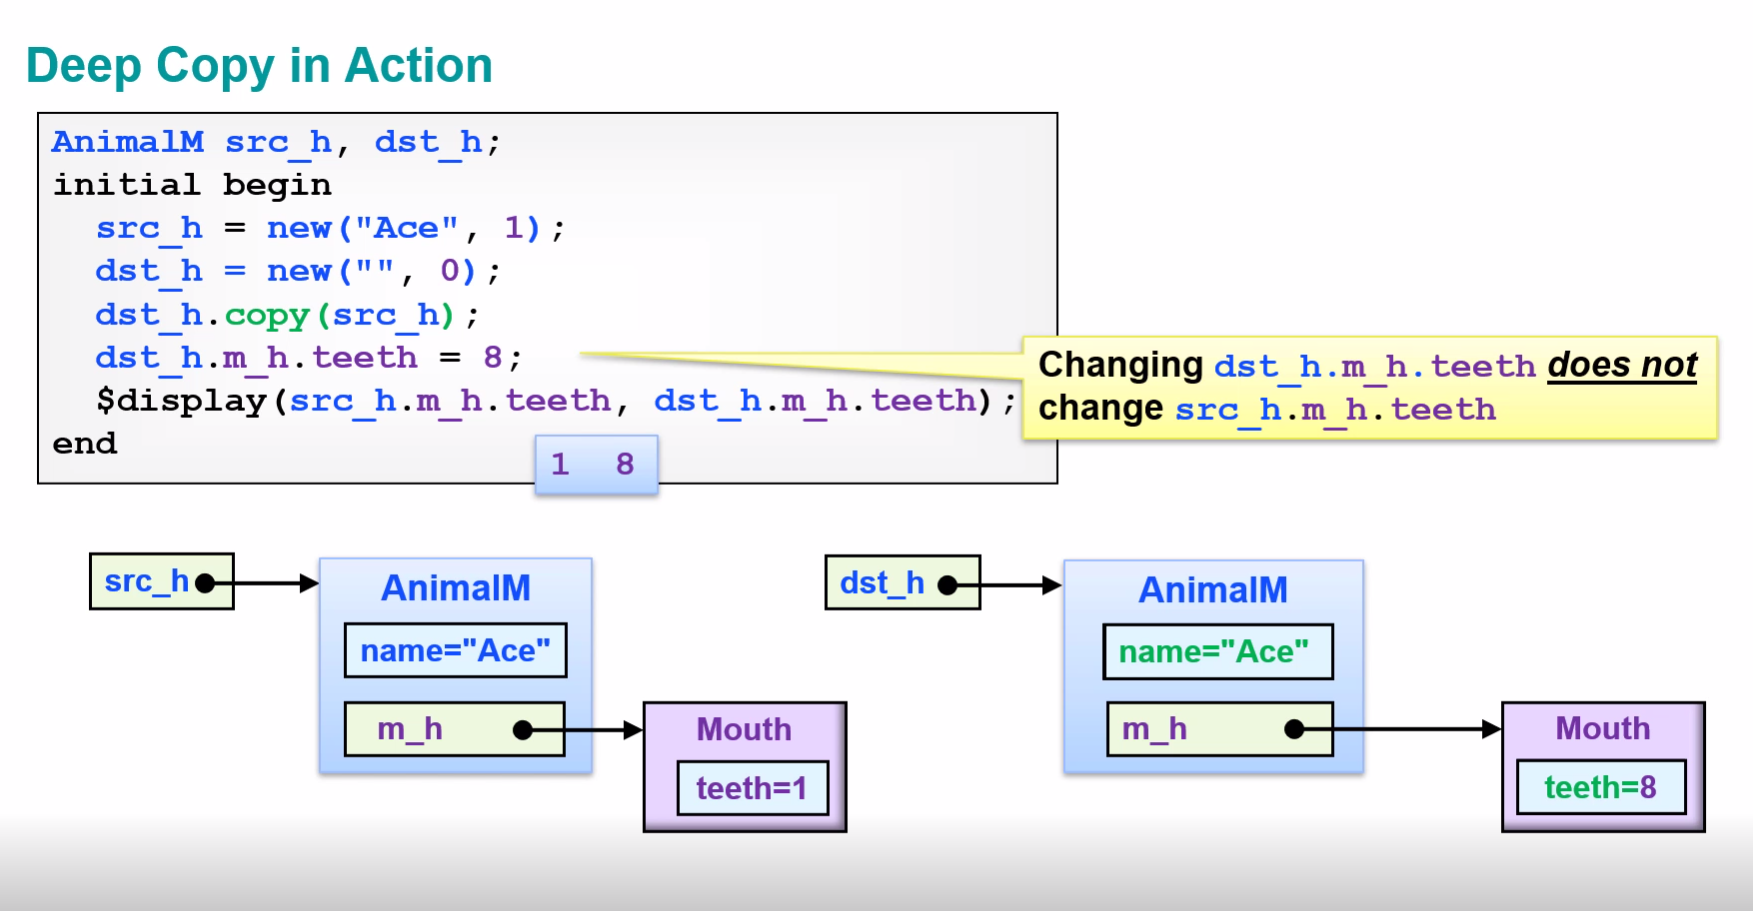 Deep Copy in Action
AnimalM src_h, dst_h;
initial begin
src_h = new("Ace", 1);
dst_h = new("", 0);
dst_h.copy(src_h);
dst_h.m_h.teeth = 8;
$display(src_h.m_h.teeth, dst_h.m_h.teeth);
end
1 8
Changing dst_h.m_h.teeth does not
change src_h.m_h.teeth
src_h
AnimalM
name="Ace"
m_h
Mouth
teeth=1
dst_h
AnimalM
name="Ace"
m_h
Mouth
teeth=8